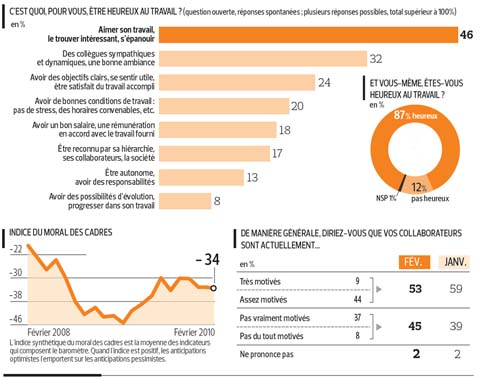 C'EST QUOI, POUR VOUS, ÊTRE HEUREUX AU TRAVAIL ? (question ouverte, réponses spontanées ; plusieurs réponses possibles, total supérieur à 100%)
en %
Aimer son travail,
le trouver intéressant, s'épanouir
46
Des collègues sympathiques
et dynamiques, une bonne ambiance
32
Avoir des objectifs clairs, se sentir utile,
être satisfait du travail accompli
24
Avoir de bonnes conditions de travail :
pas de stress, des horaires convenables, etc.
20
Avoir un bon salaire, une rémunération
en accord avec le travail fourni
18
Être reconnu par sa hiérarchie,
ses collaborateurs, la société
17
Être autonome,
avoir des responsabilités
13
Avoir des possibilités d'évolution,
progresser dans son travail
8
ET VOUS-MÊME, ÊTES-VOUS
HEUREUX AU TRAVAIL ?
en %
87% heureux
12%
pas heureux
NSP 1%
INDICE DU MORAL DES CADRES
-22
-30
-38
-46
-34
Février 2008
Février 2010
L'indice synthétique du moral des cadres est la moyenne des indicateurs
qui composent le baromètre. Quand l'indice est positif, les anticipations
optimistes l'emportent sur les anticipations pessimistes.
DE MANIÈRE GÉNÉRALE, DIRIEZ-VOUS QUE VOS COLLABORATEURS
SONT ACTUELLEMENT...
en %
FÉV.
JANV.
Très motivés 9
Assez motivés 44
53 59
Pas vraiment motivés 37
Pas du tout motivés 8
45 39
Ne prononce pas 2 2